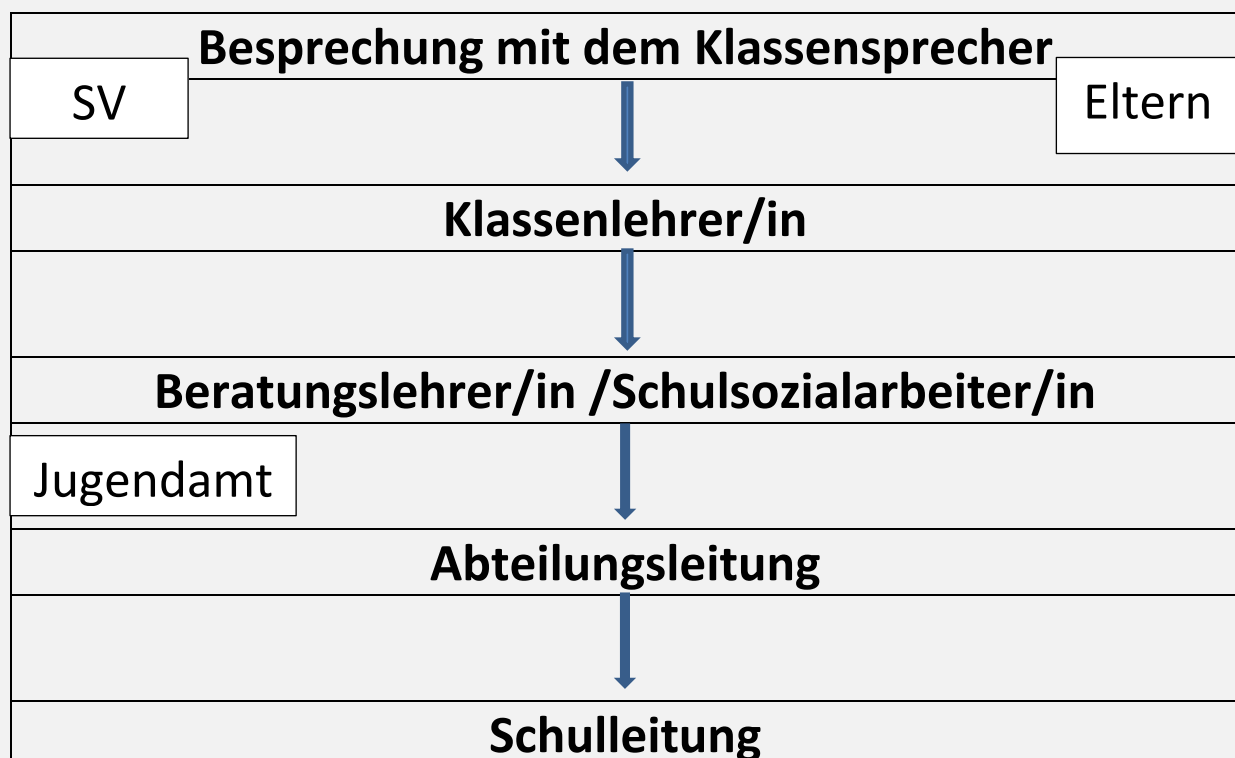 Besprechung mit dem Klassensprecher
SV
Eltern
Klassenlehrer/in
Beratungslehrer/in /Schulsozialarbeiter/in
Jugendamt
Abteilungsleitung
Schulleitung